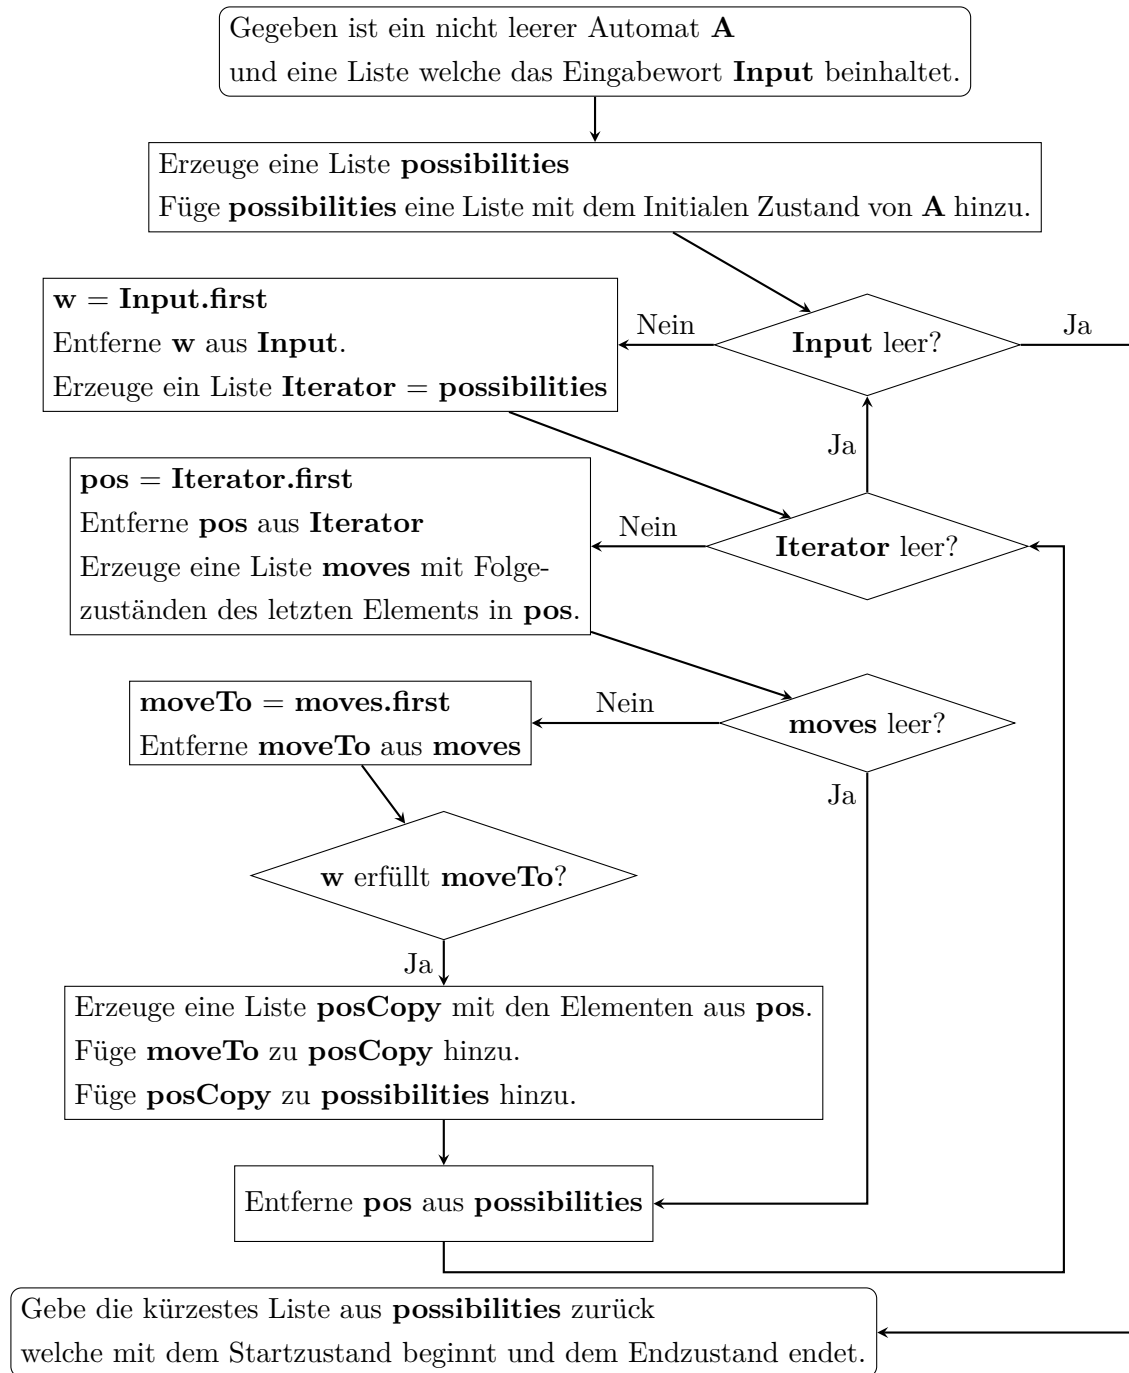 Gegeben ist ein nicht leerer Automat A
und eine Liste welche das Eingabewort Input beinhaltet.
Erzeuge eine Liste possibilities
Füge possibilities eine Liste mit dem Initialen Zustand von A hinzu.
w = Input.first
Entferne w aus Input.
Erzeuge ein Liste Iterator = possibilities
Nein
Input leer?
Ja
Ja
pos = Iterator.first
Entferne pos aus Iterator
Erzeuge eine Liste moves mit Folge-
zuständen des letzten Elements in pos.
Nein
Iterator leer?
moveTo = moves.first
Entferne moveTo aus moves
Nein
moves leer?
Ja
w erfüllt moveTo?
Ja
Erzeuge eine Liste posCopy mit den Elementen aus pos.
Füge moveTo zu posCopy hinzu.
Füge posCopy zu possibilities hinzu.
Entferne pos aus possibilities
Gebe die kürzestes Liste aus possibilities zurück
welche mit dem Startzustand beginnt und dem Endzustand endet.